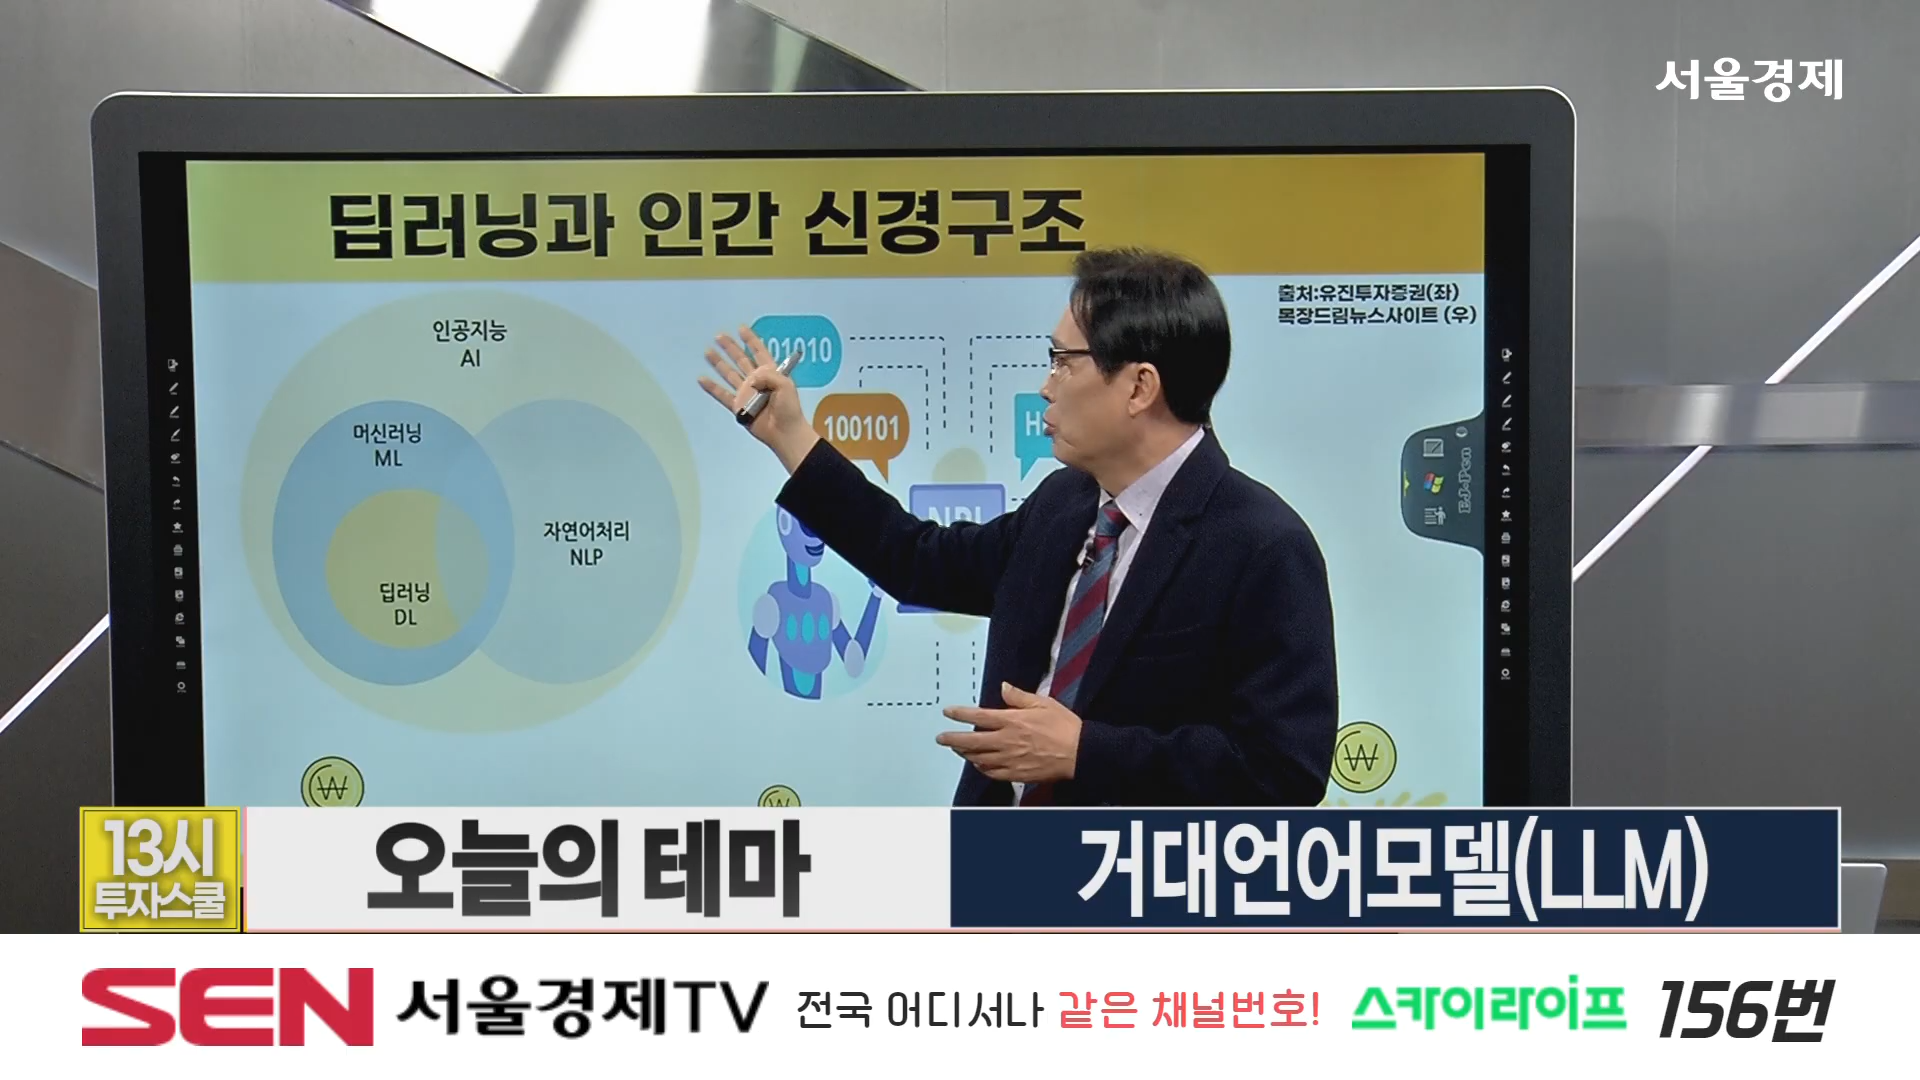 서울경제
딥러닝과 인간 신경구조
출처:유진투자증권(좌)
목장드림뉴스사이트 (우)
인공지능
AI
머신러닝
ML
자연어처리
NLP
딥러닝
DL
100101
EJ-Pen
13시
투자스쿨
오늘의 테마
거대언어모델(LLM)
SEN 서울경제TV 전국 어디서나 같은 채널번호! 스카이라이프 156번